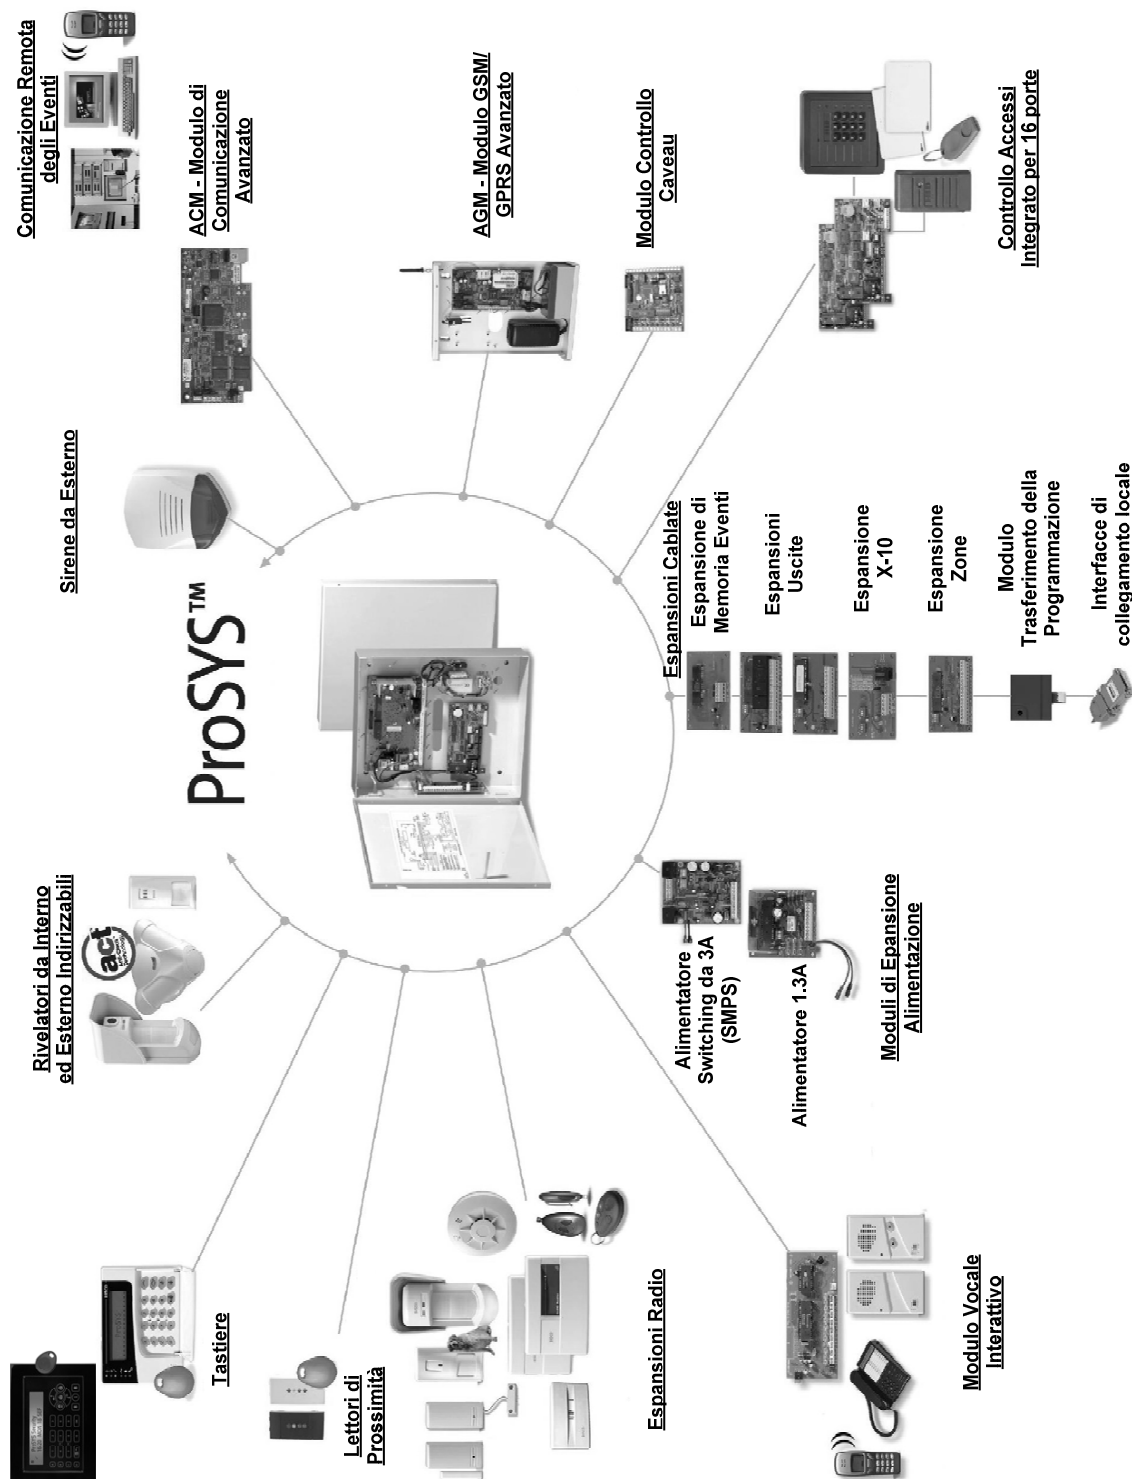 Comunicazione Remota
degli Eventi
ACM - Modulo di
Comunicazione
Avanzato
AGM - Modulo GSM/
GPRS Avanzato
Modulo Controllo
Caveau
Controllo Accessi
Integrato per 16 porte
Sirene da Esterno
ProSYS™
Espansioni Cablate
Espansione di
Memoria Eventi
Espansioni
Uscite
Espansione
X-10
Espansione
Zone
Modulo
Trasferimento della
Programmazione
Interfacce di
collegamento locale
Rivelatori da Interno
ed Esterno Indirizzabili
act
Alimentatore
Switching da 3A
(SMPS)
Alimentatore 1.3A
Moduli di Epansione
Alimentazione
Tastiere
Lettori di
Prossimità
Espansioni Radio
Modulo Vocale
Interattivo